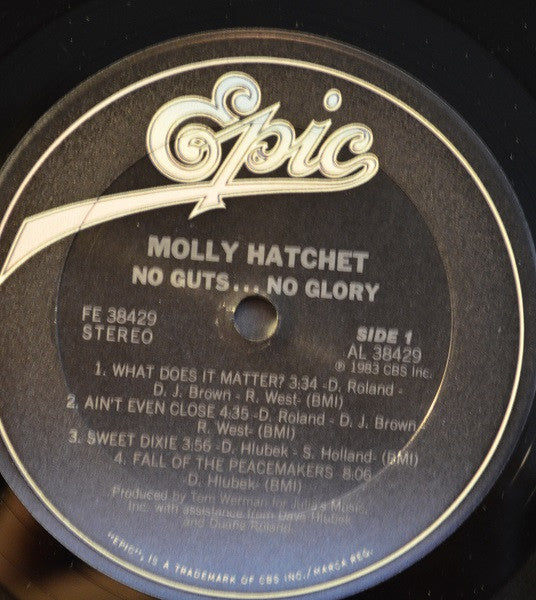 Epic
MOLLY HATCHET
NO GUTS... NO GLORY
FE 38429
STEREO
SIDE 1
AL 38429
℗ 1983 CBS Inc.
1. WHAT DOES IT MATTER? 3:34 -D. Roland -
D. J. Brown - R. West- (BMI)
2. AIN'T EVEN CLOSE 4:35 -D. Roland - D. J. Brown
R. West- (BMI)
3. SWEET DIXIE 3:56 -D. Hlubek - S. Holland- (BMI)
4. FALL OF THE PEACEMAKERS 8:06
D. Hlubek- (BMI)
Produced by Tom Werman for Julia's Music,
Inc. with assistance from Dave Hlubek
and Duane Roland.
"EPIC", IS A TRADEMARK OF CBS INC./MARCA REG.